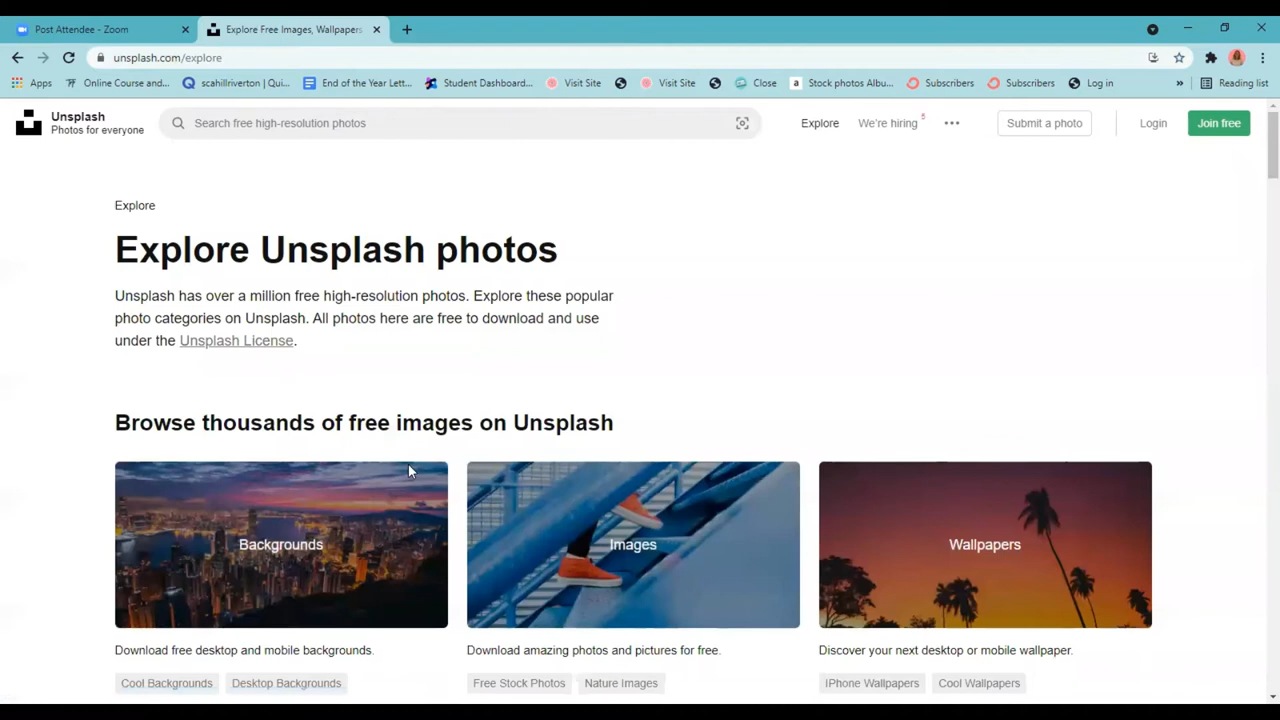 Post Attendee - Zoom
Explore Free Images, Wallpapers
unsplash.com/explore
Apps
Online Course and...
scahillriverton | Qui...
End of the Year Lett...
Student Dashboard...
Visit Site
Visit Site
Close
Stock photos Albu...
Subscribers
Subscribers
Log in
»
Reading list
Unsplash
Photos for everyone
Search free high-resolution photos
Explore
We're hiring 5
Submit a photo
Login
Join free
Explore
Explore Unsplash photos
Unsplash has over a million free high-resolution photos. Explore these popular
photo categories on Unsplash. All photos here are free to download and use
under the Unsplash License.
Browse thousands of free images on Unsplash
Backgrounds
Images
Wallpapers
Download free desktop and mobile backgrounds.
Download amazing photos and pictures for free.
Discover your next desktop or mobile wallpaper.
Cool Backgrounds
Desktop Backgrounds
Free Stock Photos
Nature Images
IPhone Wallpapers
Cool Wallpapers